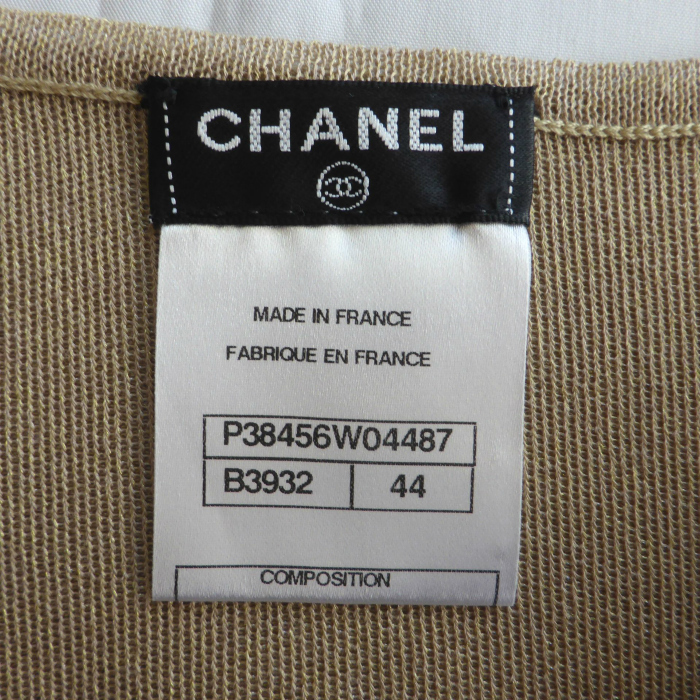 CHANEL
MADE IN FRANCE
FABRIQUE EN FRANCE
P38456W04487
B3932 44
COMPOSITION